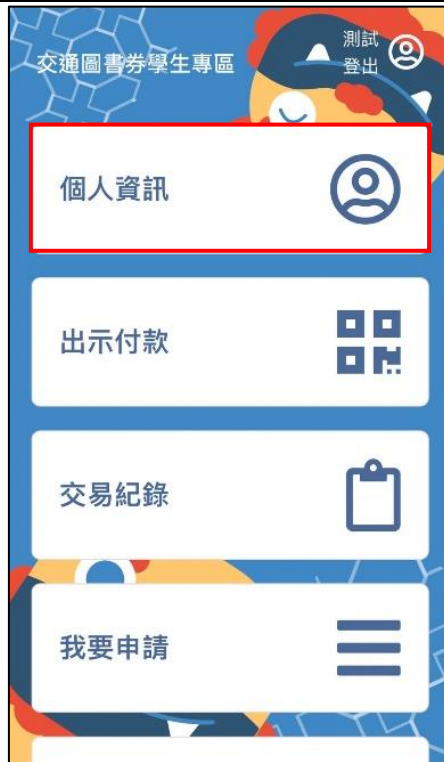 交通圖書券學生專區
測試
登出
個人資訊
出示付款
交易紀錄
我要申請